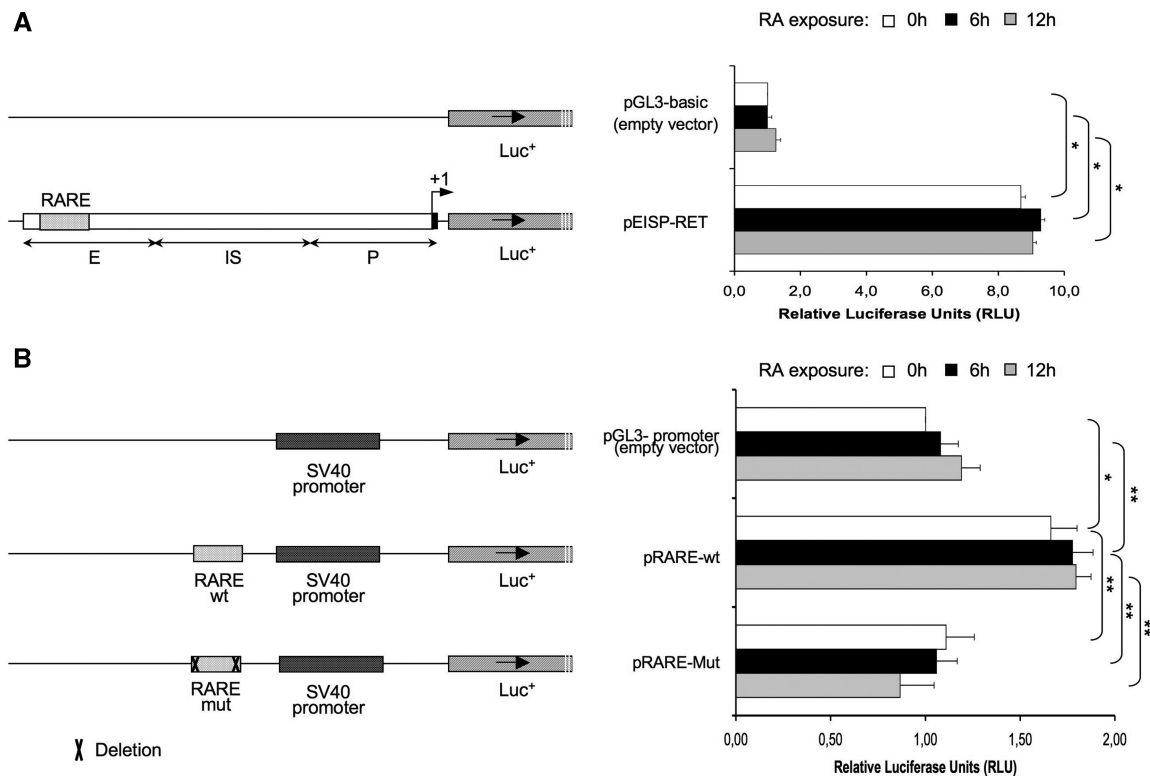 A
RA exposure: 0h 6h 12h
Luc+
RARE
+1
E IS P
Luc+
pGL3-basic
(empty vector)
pEISP-RET
*
*
*
0,0 2,0 4,0 6,0 8,0 10,0
Relative Luciferase Units (RLU)
B
RA exposure: 0h 6h 12h
SV40
promoter
Luc+
RARE
wt
SV40
promoter
Luc+
RARE
mut
SV40
promoter
Luc+
X Deletion
pGL3- promoter
(empty vector)
pRARE-wt
pRARE-Mut
*
**
**
**
**
0,00 0,50 1,00 1,50 2,00
Relative Luciferase Units (RLU)